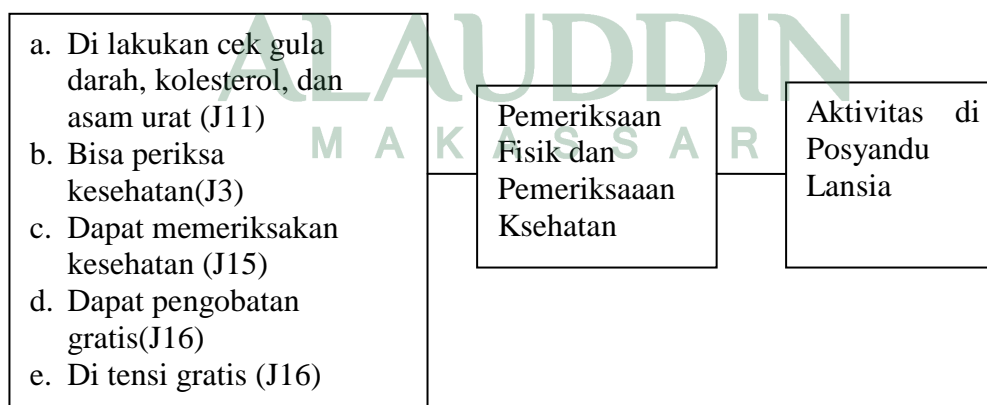 ALAUDDIN
MAKASSAR
a. Di lakukan cek gula
darah, kolesterol, dan
asam urat (J11)
b. Bisa periksa
kesehatan(J3)
c. Dapat memeriksakan
kesehatan (J15)
d. Dapat pengobatan
gratis(J16)
e. Di tensi gratis (J16)
Pemeriksaan
Fisik dan
Pemeriksaaan
Ksehatan
Aktivitas di
Posyandu
Lansia